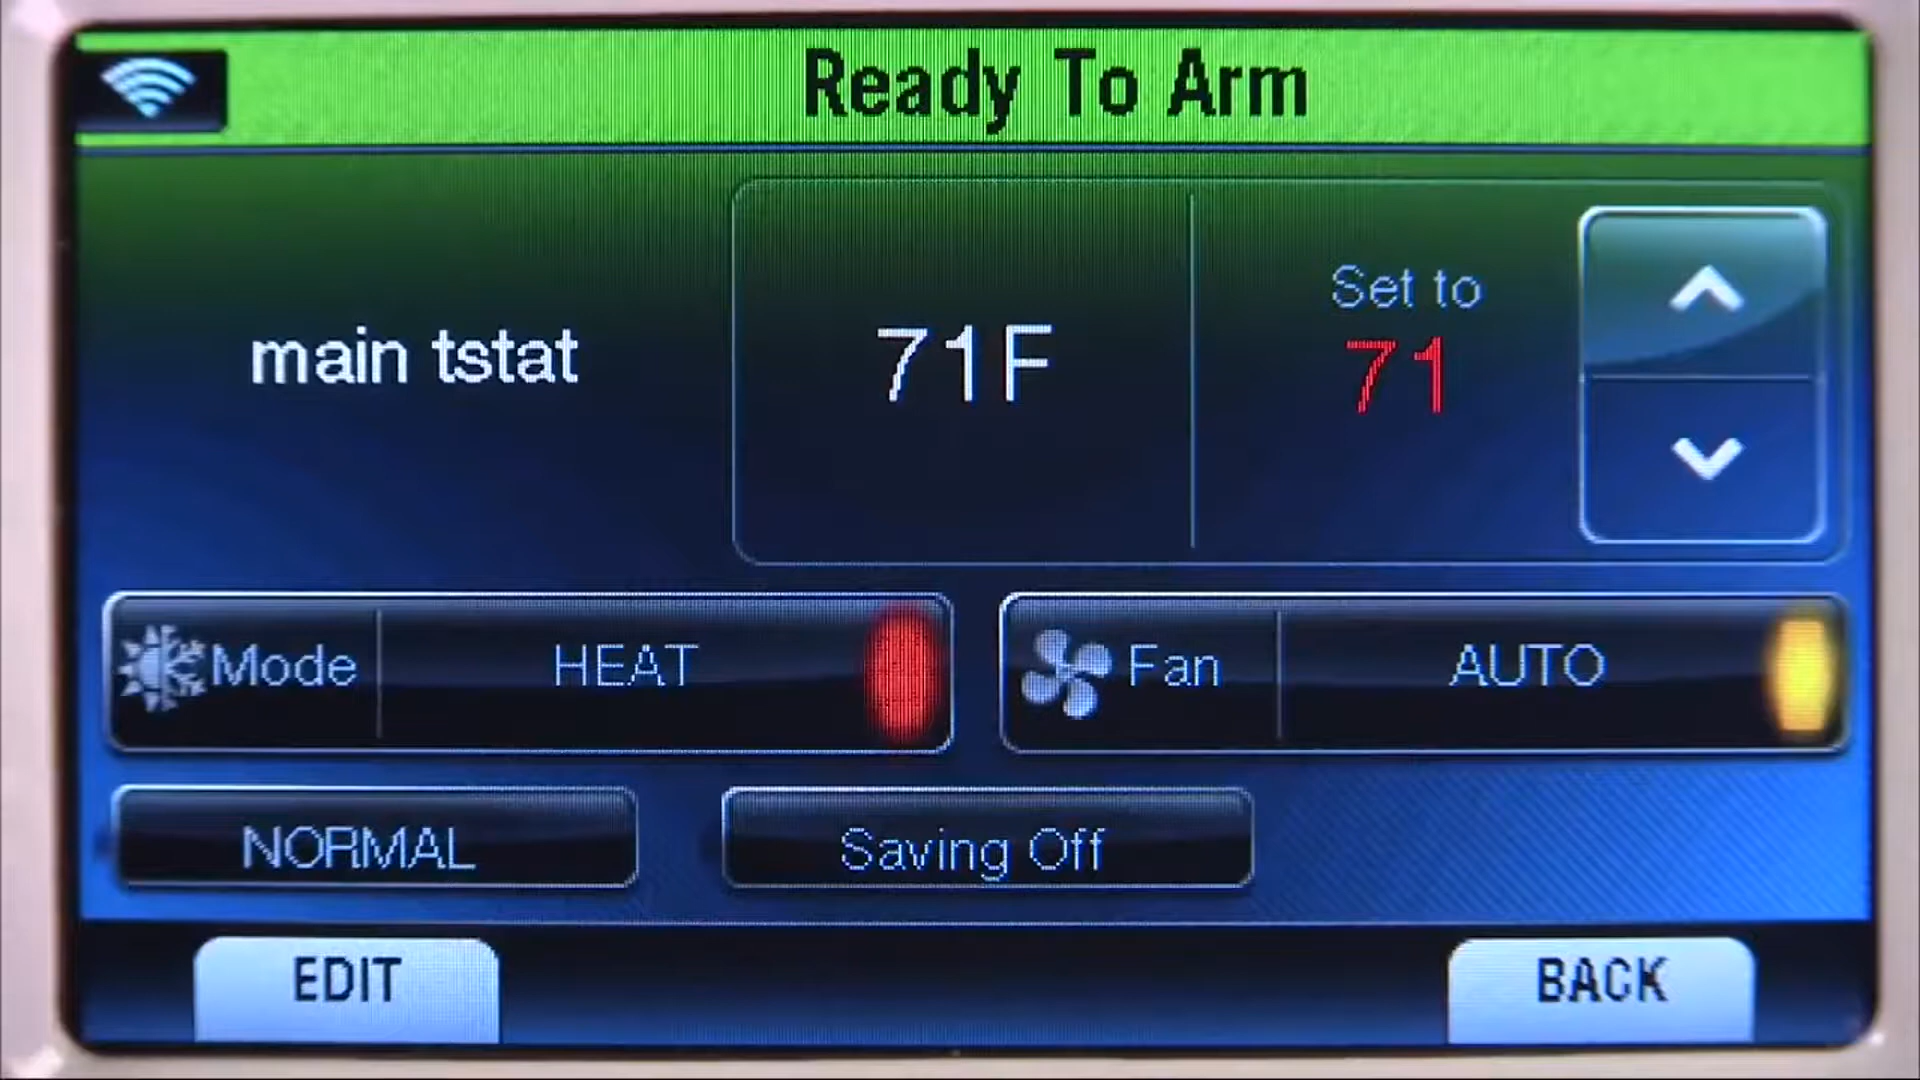 Ready To Arm
main tstat
71F
Set to
71
Mode
HEAT
Fan
AUTO
NORMAL
Saving Off
EDIT
BACK